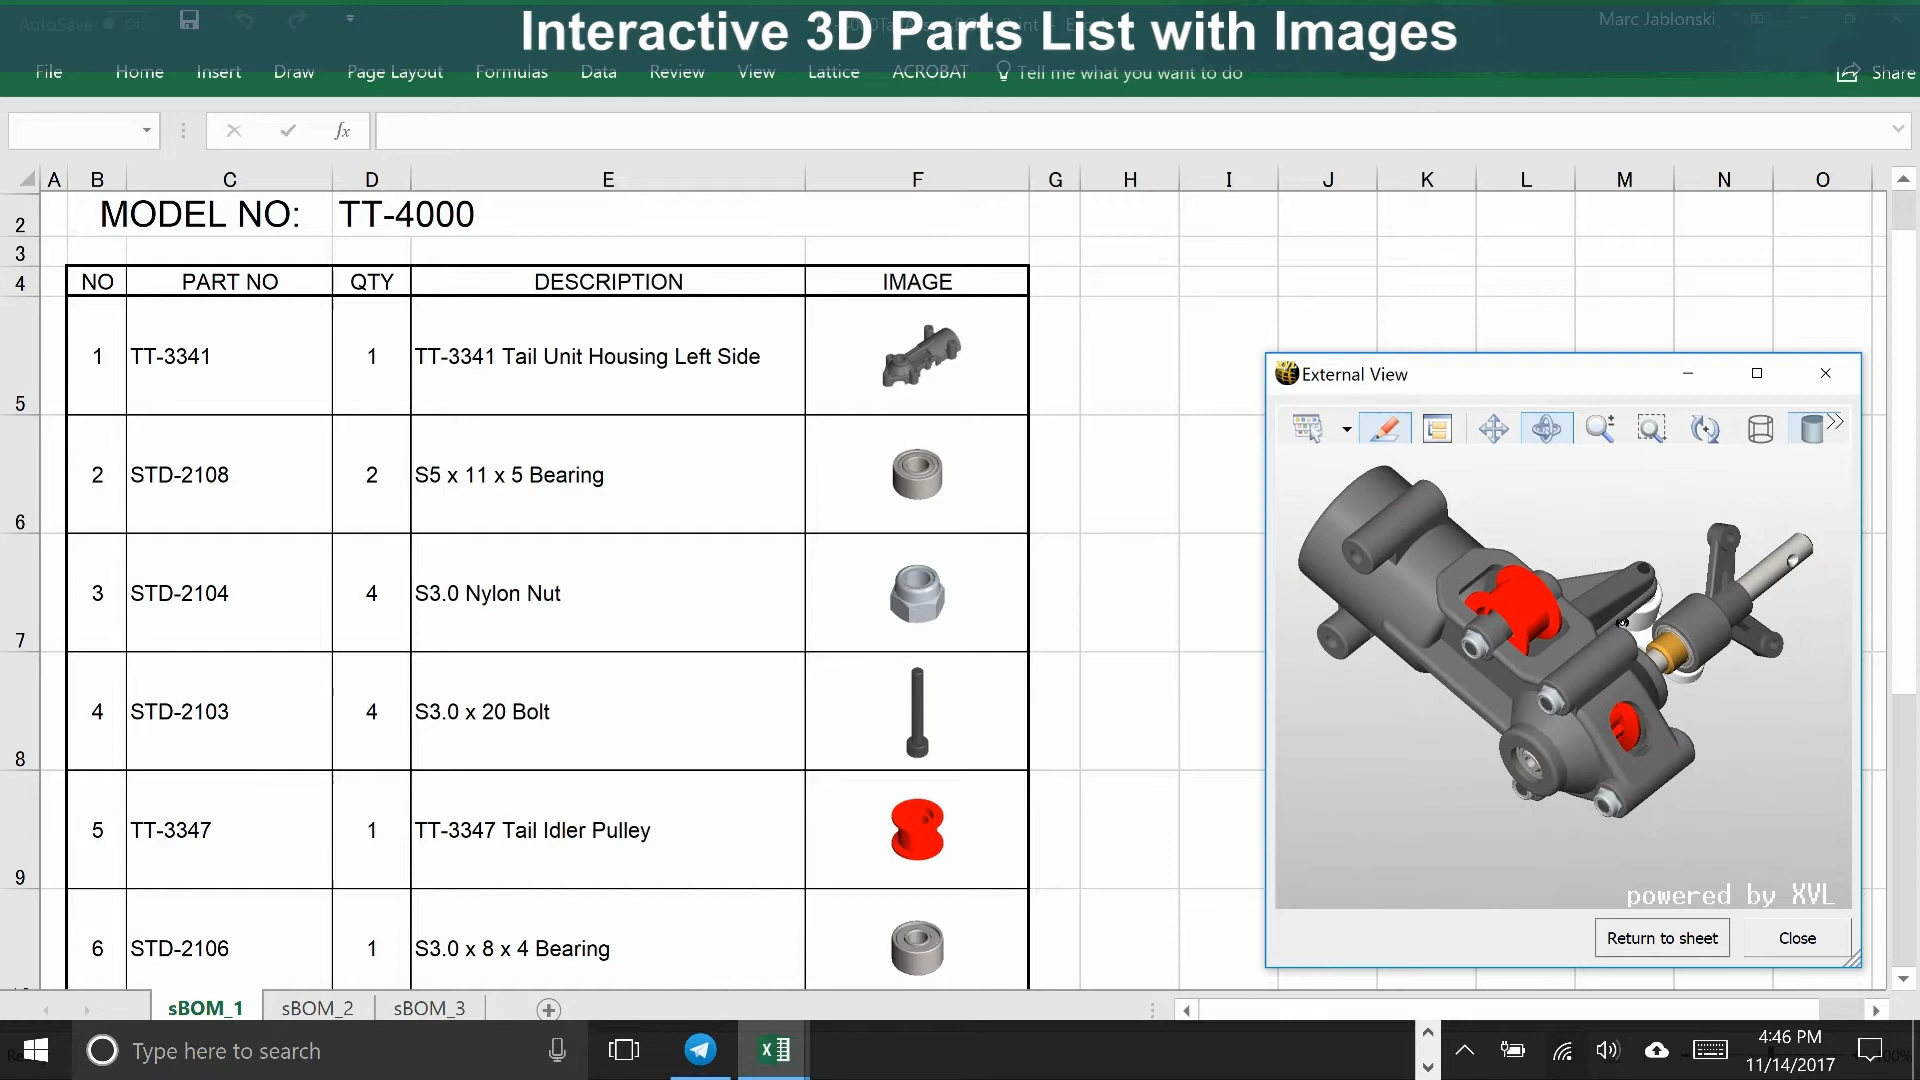 Interactive 3D Parts List with Images
AutoSave Off
Marc Jablonski
File Home Insert Draw Page Layout Formulas Data Review View Lattice ACROBAT Tell me what you want to do Share
fx
A B C D E F G H I J K L M N O
2 MODEL NO: TT-4000
3
4 NO PART NO QTY DESCRIPTION IMAGE
5 1 TT-3341 1 TT-3341 Tail Unit Housing Left Side
6 2 STD-2108 2 S5 x 11 x 5 Bearing
7 3 STD-2104 4 S3.0 Nylon Nut
8 4 STD-2103 4 S3.0 x 20 Bolt
9 5 TT-3347 1 TT-3347 Tail Idler Pulley
6 STD-2106 1 S3.0 x 8 x 4 Bearing
External View
powered by XVL
Return to sheet Close
sBOM_1 sBOM_2 sBOM_3
Type here to search
4:46 PM
11/14/2017